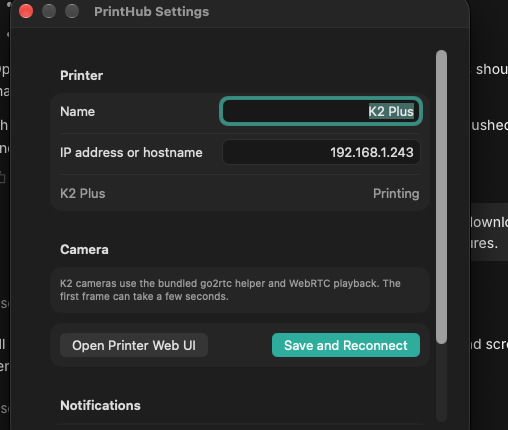 PrintHub Settings
Printer
Name
K2 Plus
IP address or hostname
192.168.1.243
K2 Plus
Printing
Camera
K2 cameras use the bundled go2rtc helper and WebRTC playback. The
first frame can take a few seconds.
Open Printer Web UI
Save and Reconnect
Notifications